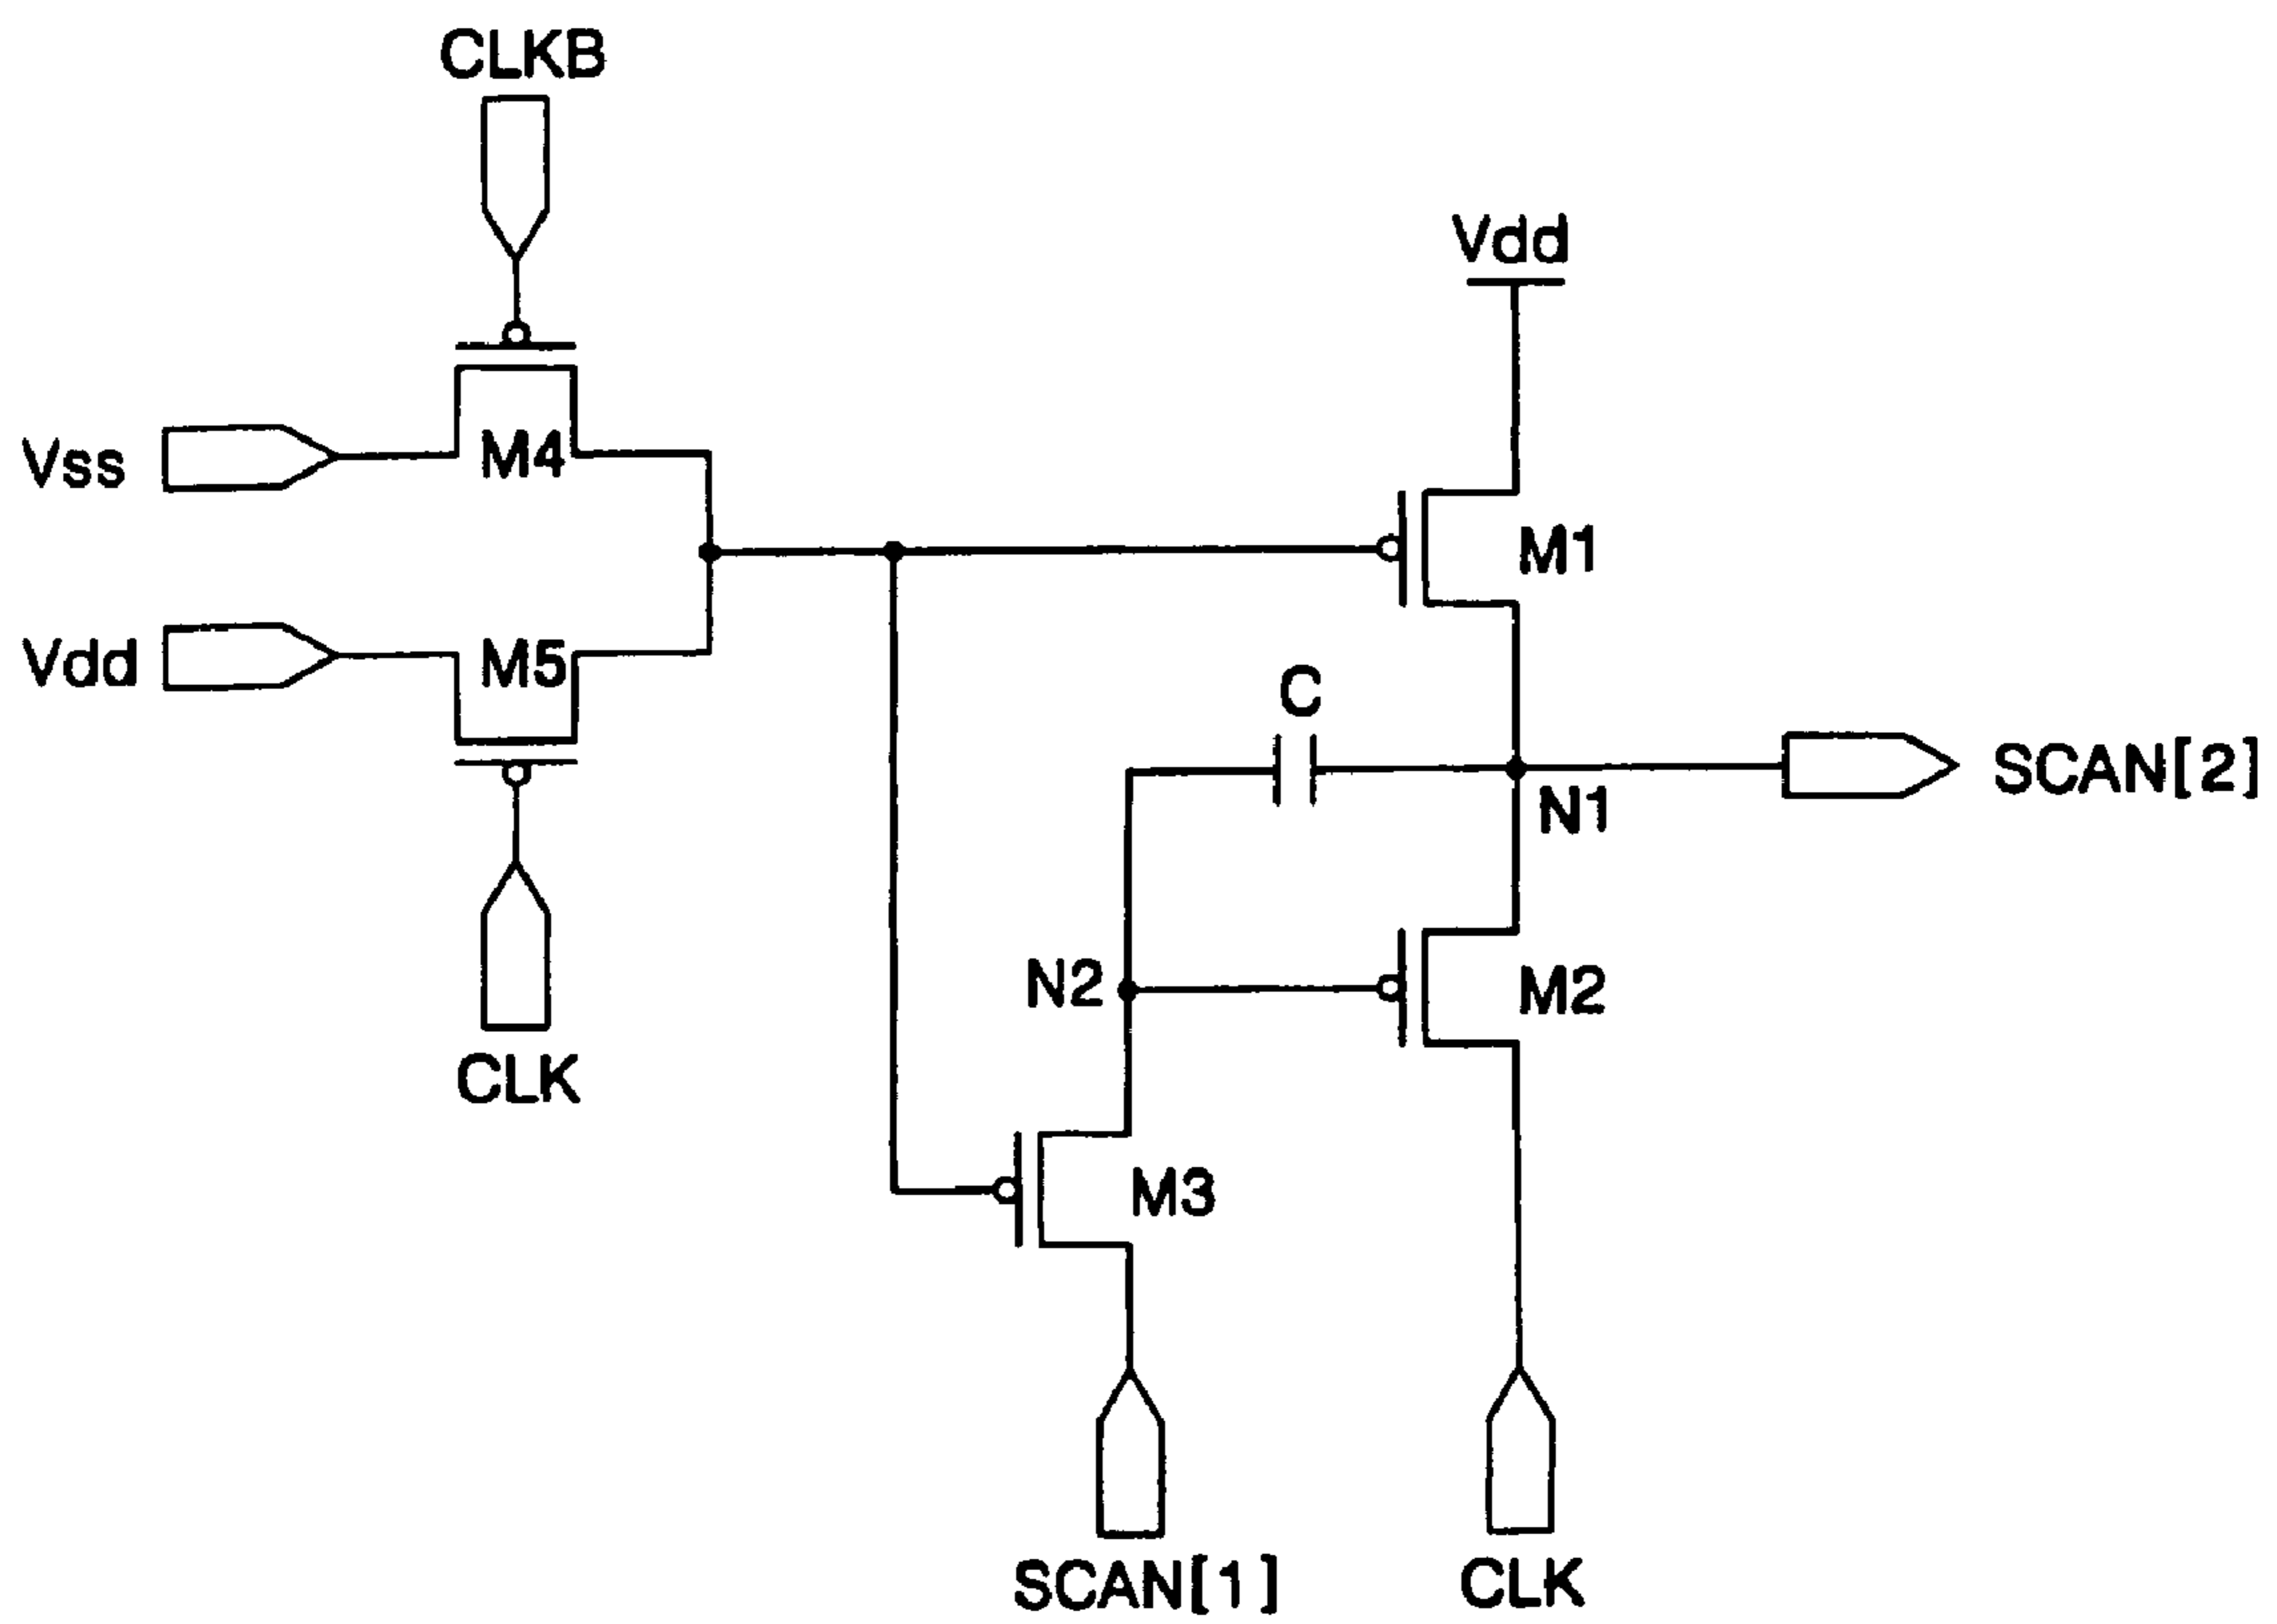 CLKB
Vdd
Vss
M4
M1
Vdd
M5
C
SCAN[2]
N1
N2
M2
CLK
M3
SCAN[1]
CLK